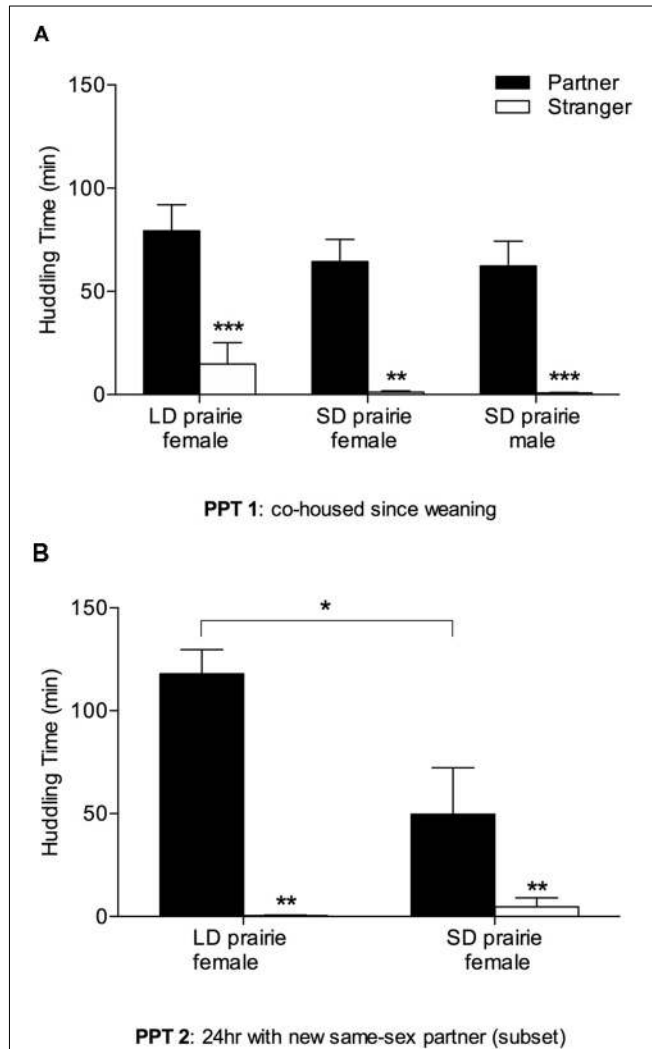 A
150
100
50
0
Huddling Time (min)
Partner
Stranger
***
**
***
LD prairie
female
SD prairie
female
SD prairie
male
PPT 1: co-housed since weaning
B
150
100
50
0
Huddling Time (min)
*
**
**
LD prairie
female
SD prairie
female
PPT 2: 24hr with new same-sex partner (subset)